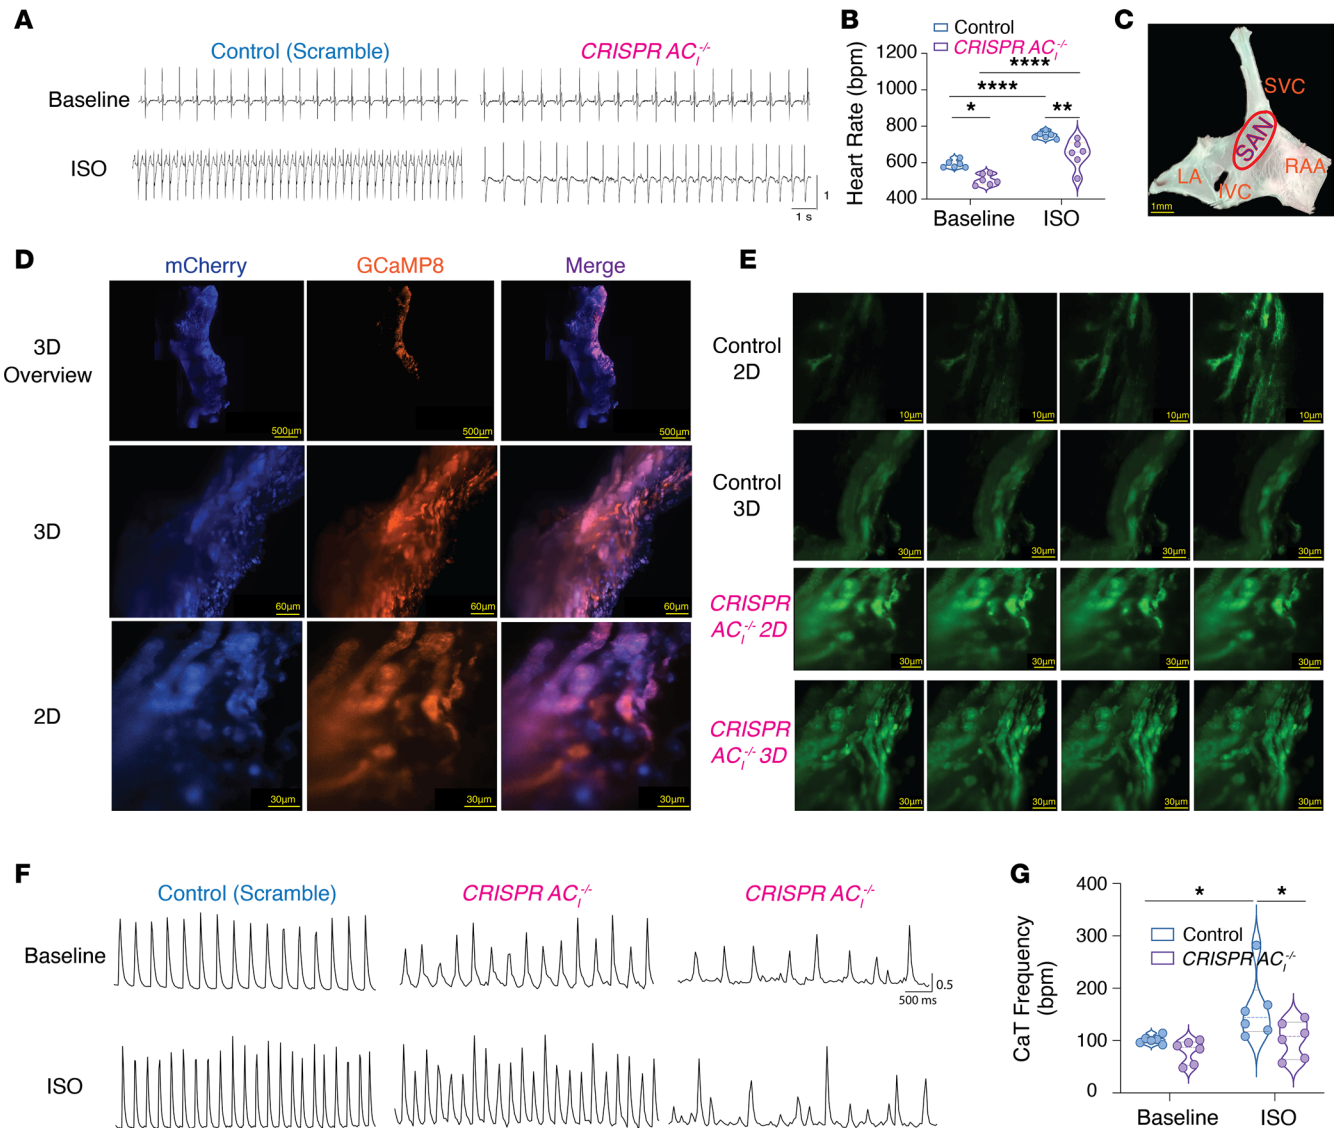 A
Control (Scramble)
CRISPR AC_I^-/-
Baseline
ISO
1
1 s
B
Control
CRISPR AC_I^-/-
Heart Rate (bpm)
1200
1000
800
600
400
****
****
*
**
Baseline
ISO
C
SVC
SAN
RAA
LA
IVC
1mm
D
mCherry
GCaMP8
Merge
3D
Overview
500µm
500µm
500µm
3D
60µm
60µm
60µm
2D
30µm
30µm
30µm
E
Control
2D
10µm
10µm
10µm
10µm
Control
3D
30µm
30µm
30µm
30µm
CRISPR
AC_I^-/- 2D
30µm
30µm
30µm
30µm
CRISPR
AC_I^-/- 3D
30µm
30µm
30µm
30µm
F
Control (Scramble)
CRISPR AC_I^-/-
CRISPR AC_I^-/-
Baseline
0.5
500 ms
ISO
G
CaT Frequency
(bpm)
400
300
200
100
0
*
*
Control
CRISPR AC_I^-/-
Baseline
ISO